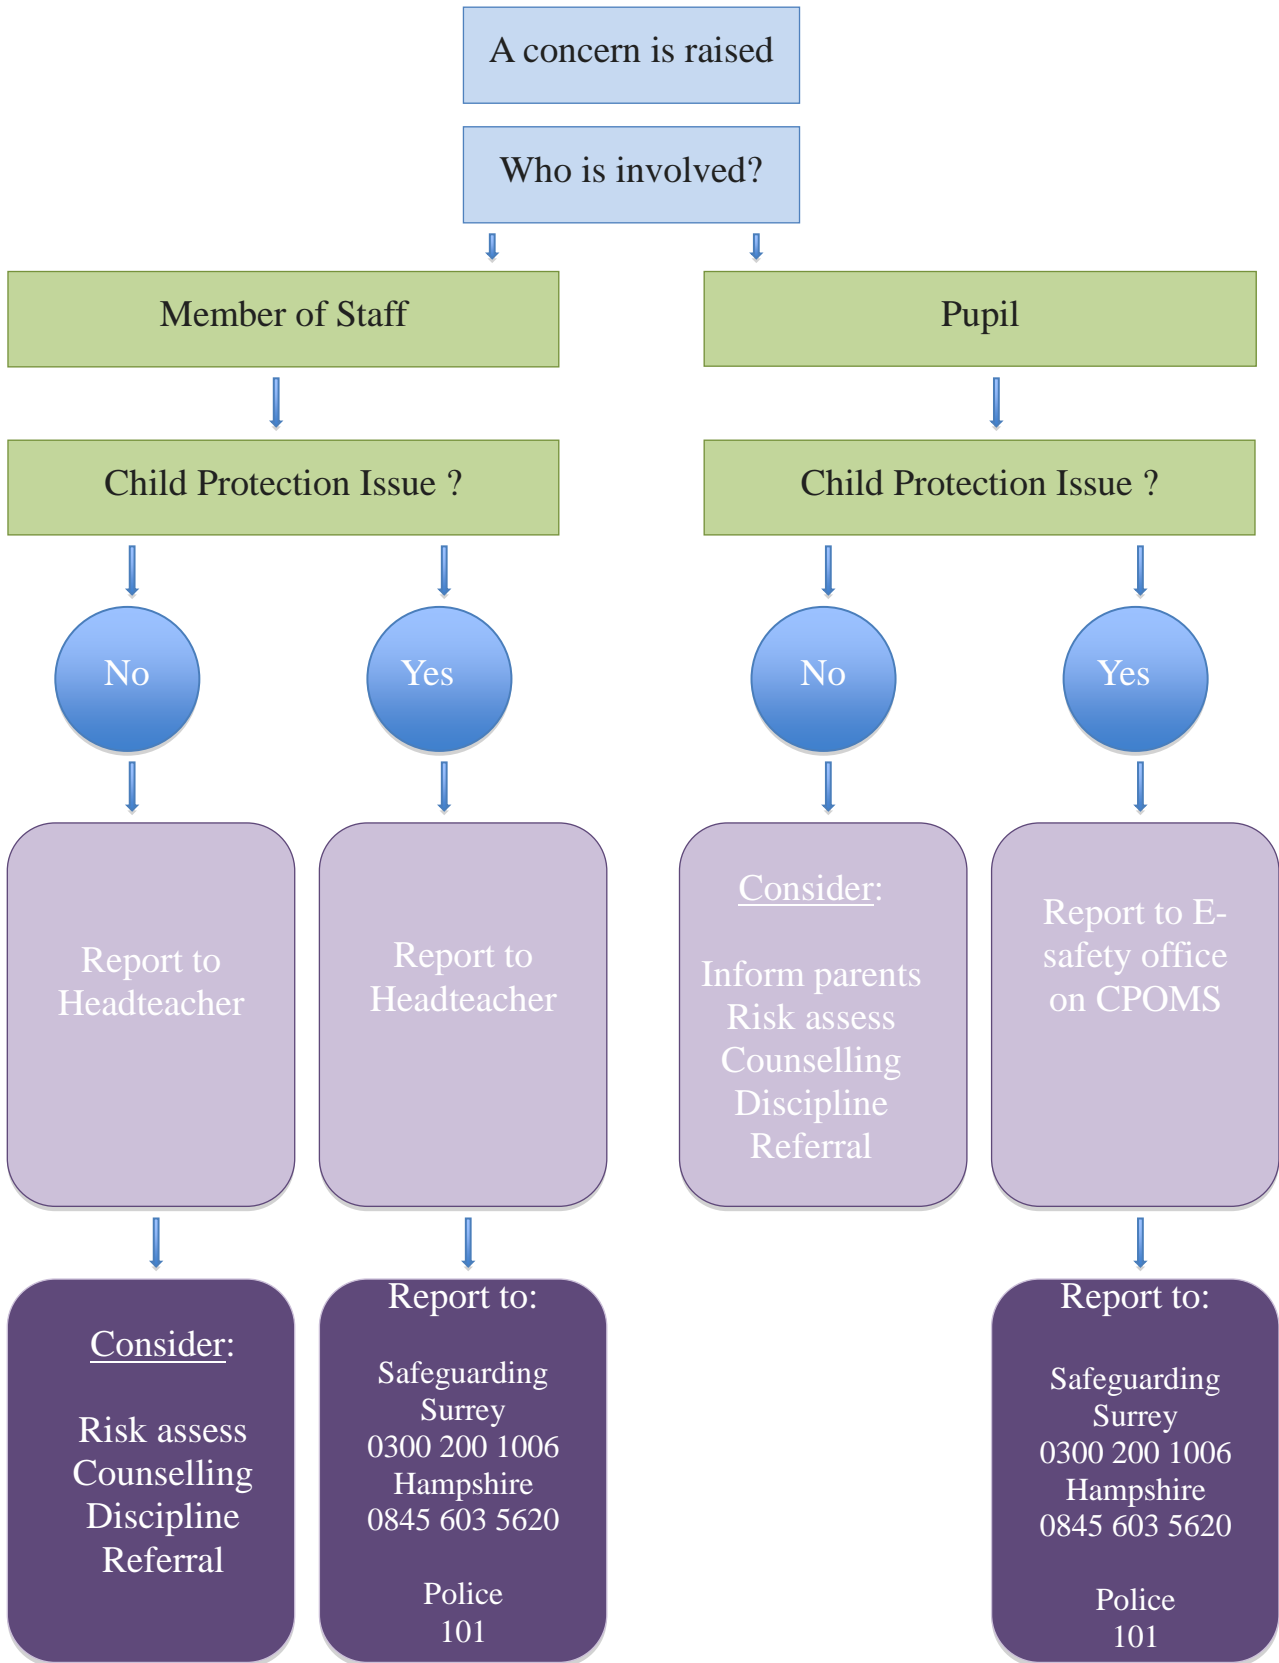 A concern is raised
Who is involved?
Member of Staff
Pupil
Child Protection Issue ?
Child Protection Issue ?
No
Yes
No
Yes
Report to
Headteacher
Report to
Headteacher
Consider:
Inform parents
Risk assess
Counselling
Discipline
Referral
Report to E-
safety office
on CPOMS
Consider:
Risk assess
Counselling
Discipline
Referral
Report to:
Safeguarding
Surrey
0300 200 1006
Hampshire
0845 603 5620
Police
101
Report to:
Safeguarding
Surrey
0300 200 1006
Hampshire
0845 603 5620
Police
101